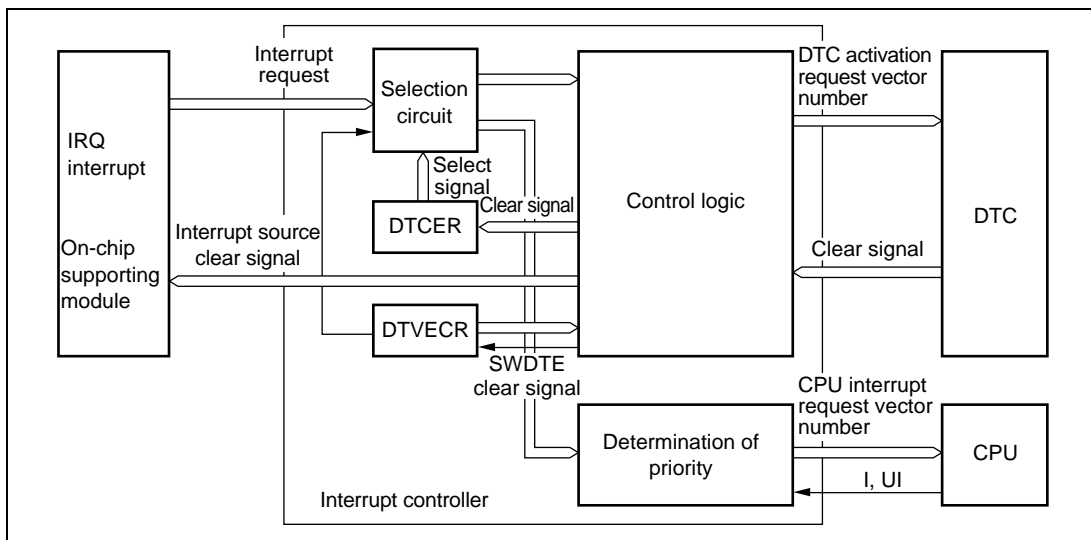 Interrupt
request
Selection
circuit
DTC activation
request vector
number
IRQ
interrupt
Select
signal
Control logic
DTC
DTCER
Clear signal
Interrupt source
clear signal
Clear signal
On-chip
supporting
module
DTVECR
SWDTE
clear signal
CPU interrupt
request vector
number
Determination of
priority
CPU
I, UI
Interrupt controller